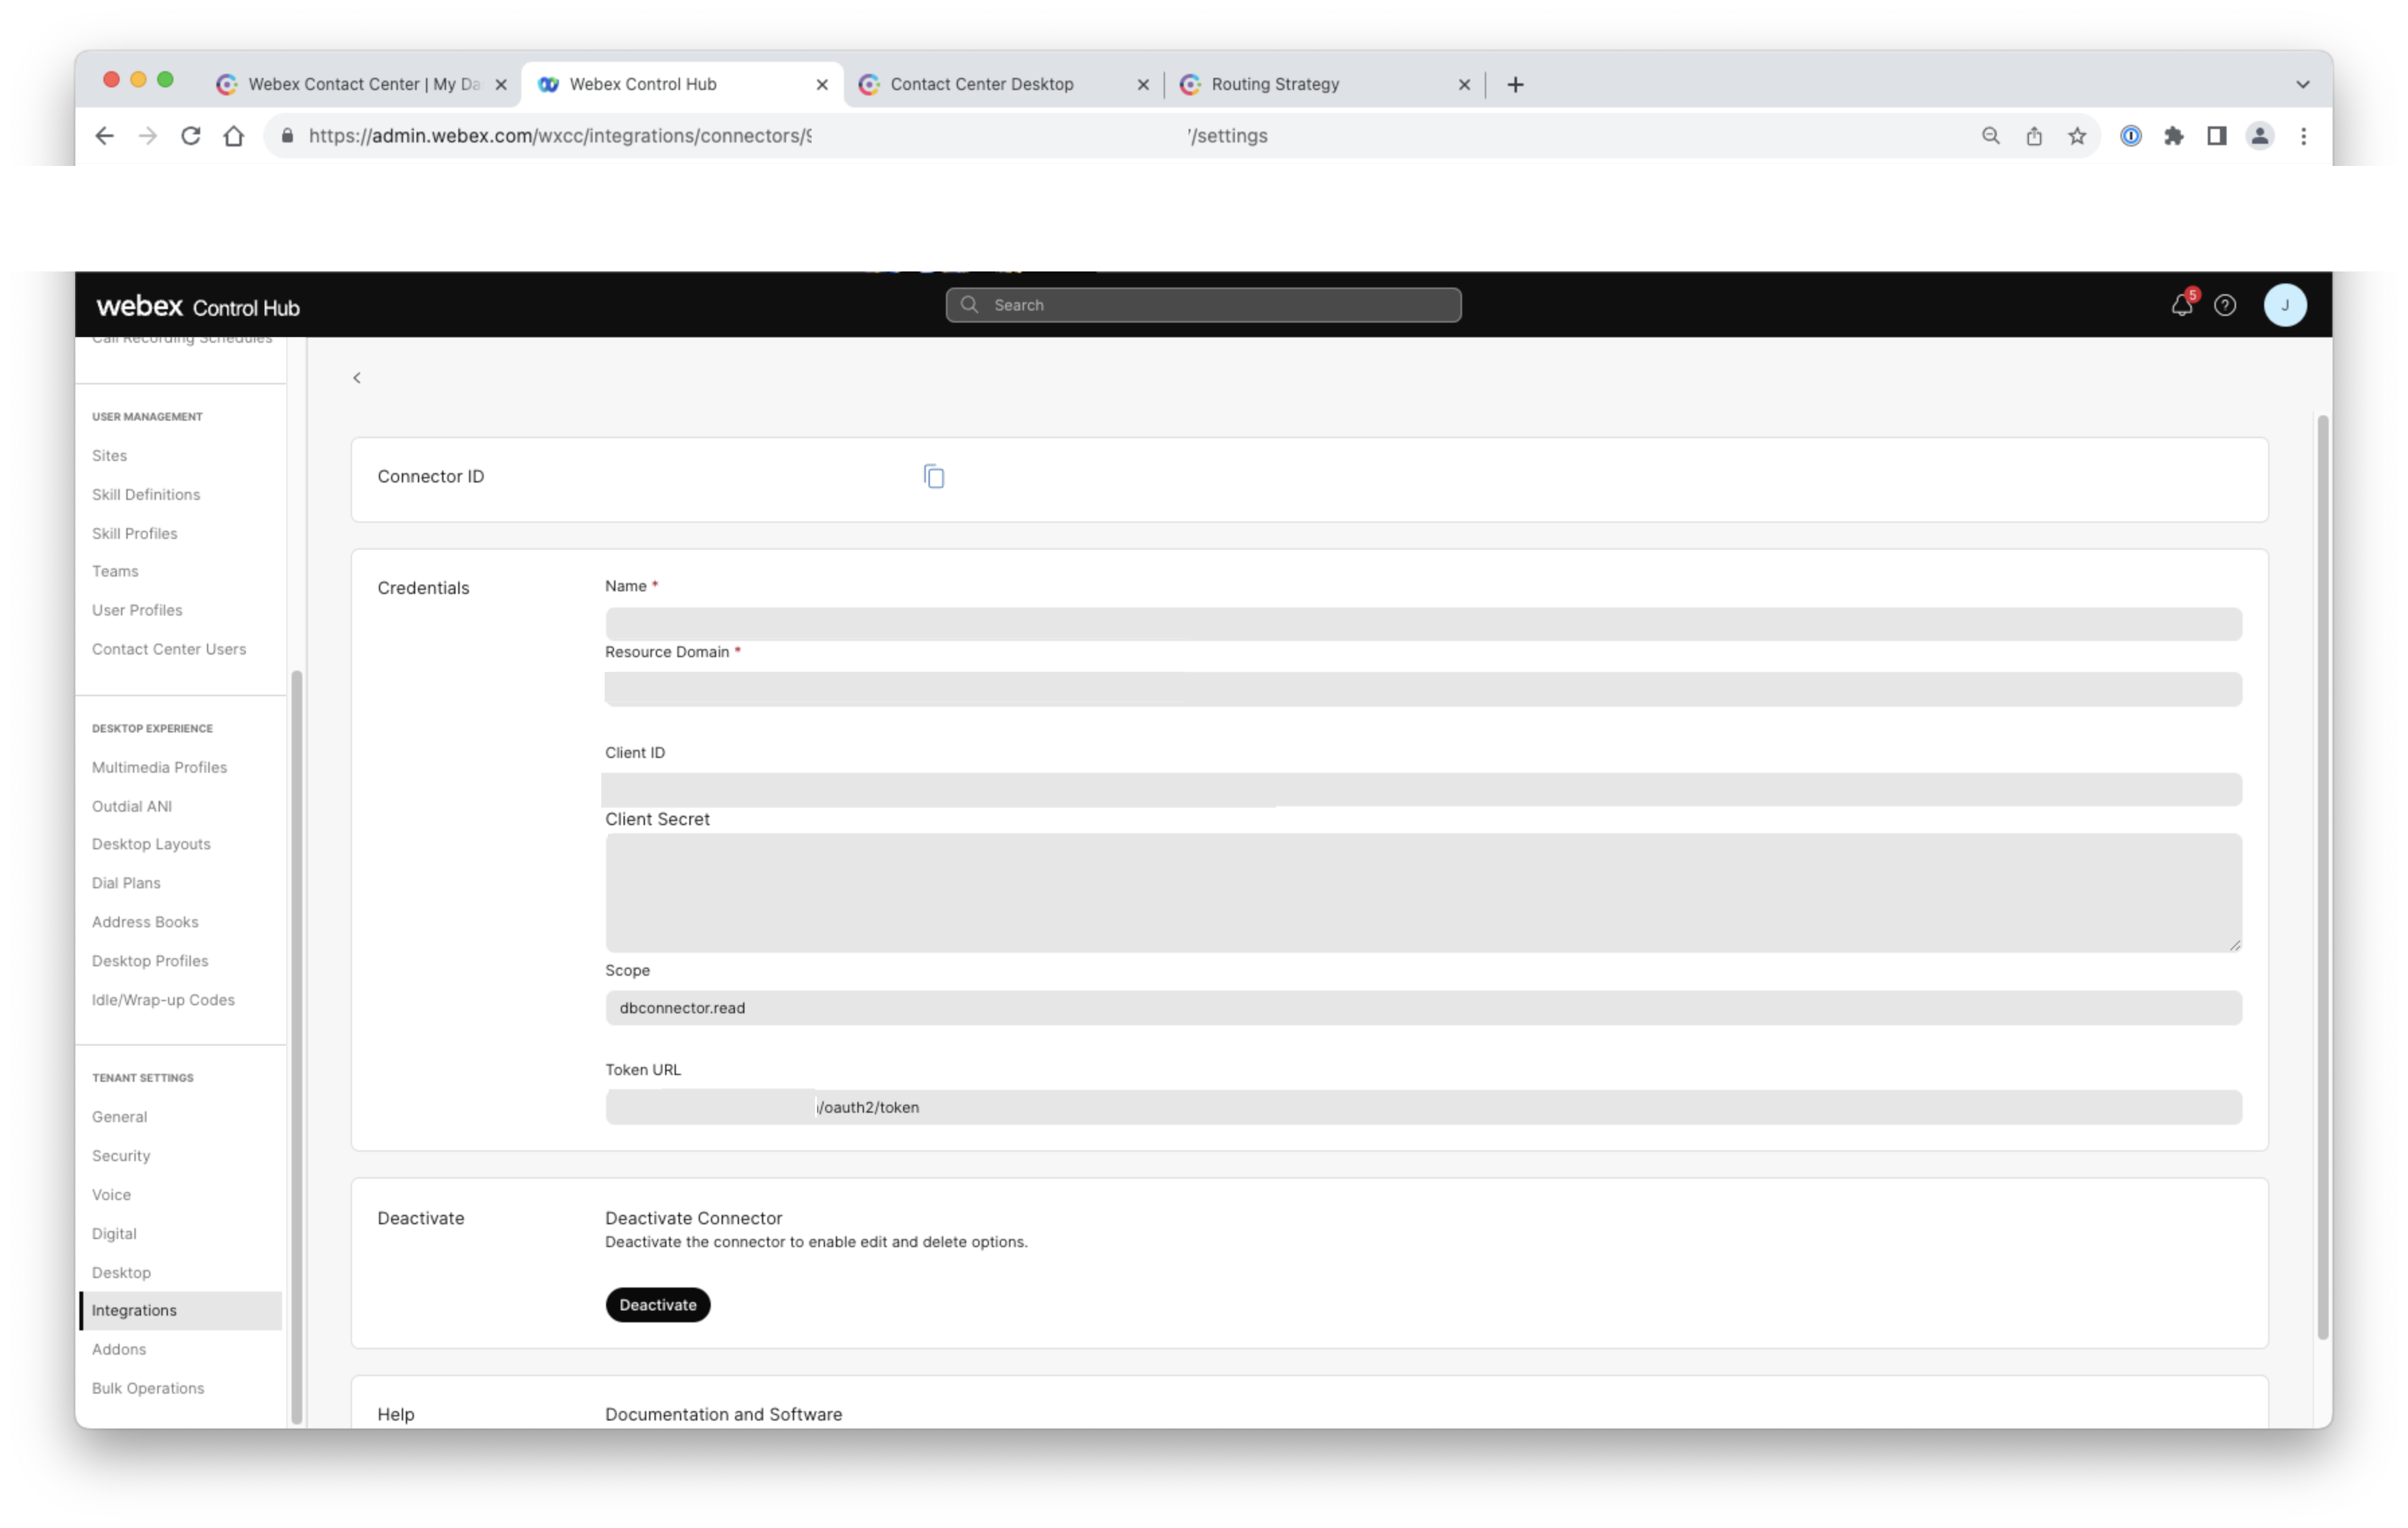 Webex Contact Center | My Da
Webex Control Hub
Contact Center Desktop
Routing Strategy
https://admin.webex.com/wxcc/integrations/connectors/9
/settings
webex Control Hub
Search
5
J
Call Recording Schedules
USER MANAGEMENT
Sites
Skill Definitions
Skill Profiles
Teams
User Profiles
Contact Center Users
DESKTOP EXPERIENCE
Multimedia Profiles
Outdial ANI
Desktop Layouts
Dial Plans
Address Books
Desktop Profiles
Idle/Wrap-up Codes
TENANT SETTINGS
General
Security
Voice
Digital
Desktop
Integrations
Addons
Bulk Operations
Connector ID
Credentials
Name *
Resource Domain *
Client ID
Client Secret
Scope
dbconnector.read
Token URL
/oauth2/token
Deactivate
Deactivate Connector
Deactivate the connector to enable edit and delete options.
Deactivate
Help
Documentation and Software